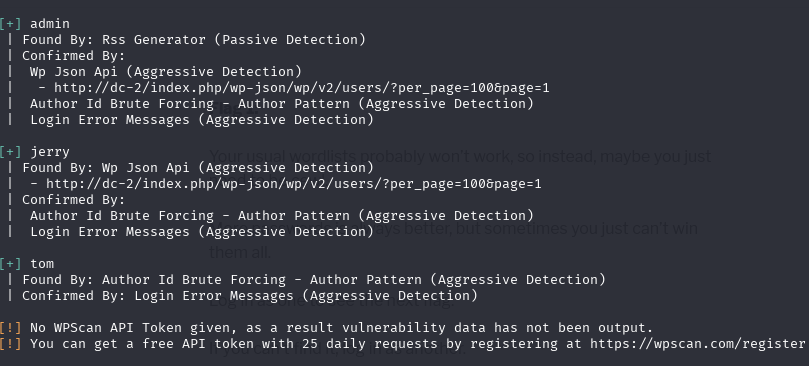 [+] admin
| Found By: Rss Generator (Passive Detection)
| Confirmed By:
|  Wp Json Api (Aggressive Detection)
|   - http://dc-2/index.php/wp-json/wp/v2/users/?per_page=100&page=1
|  Author Id Brute Forcing - Author Pattern (Aggressive Detection)
|  Login Error Messages (Aggressive Detection)
[+] jerry
| Found By: Wp Json Api (Aggressive Detection)
|  - http://dc-2/index.php/wp-json/wp/v2/users/?per_page=100&page=1
Your usual wordlists probably won't work, so instead, maybe you just
| Confirmed By:
|  Author Id Brute Forcing - Author Pattern (Aggressive Detection)
|  Login Error Messages (Aggressive Detection)
better, but sometimes you just can't win
them all.
[+] tom
| Found By: Author Id Brute Forcing - Author Pattern (Aggressive Detection)
| Confirmed By: Login Error Messages (Aggressive Detection)
[!] No WPScan API Token given, as a result vulnerability data has not been output.
[!] You can get a free API token with 25 daily requests by registering at https://wpscan.com/register